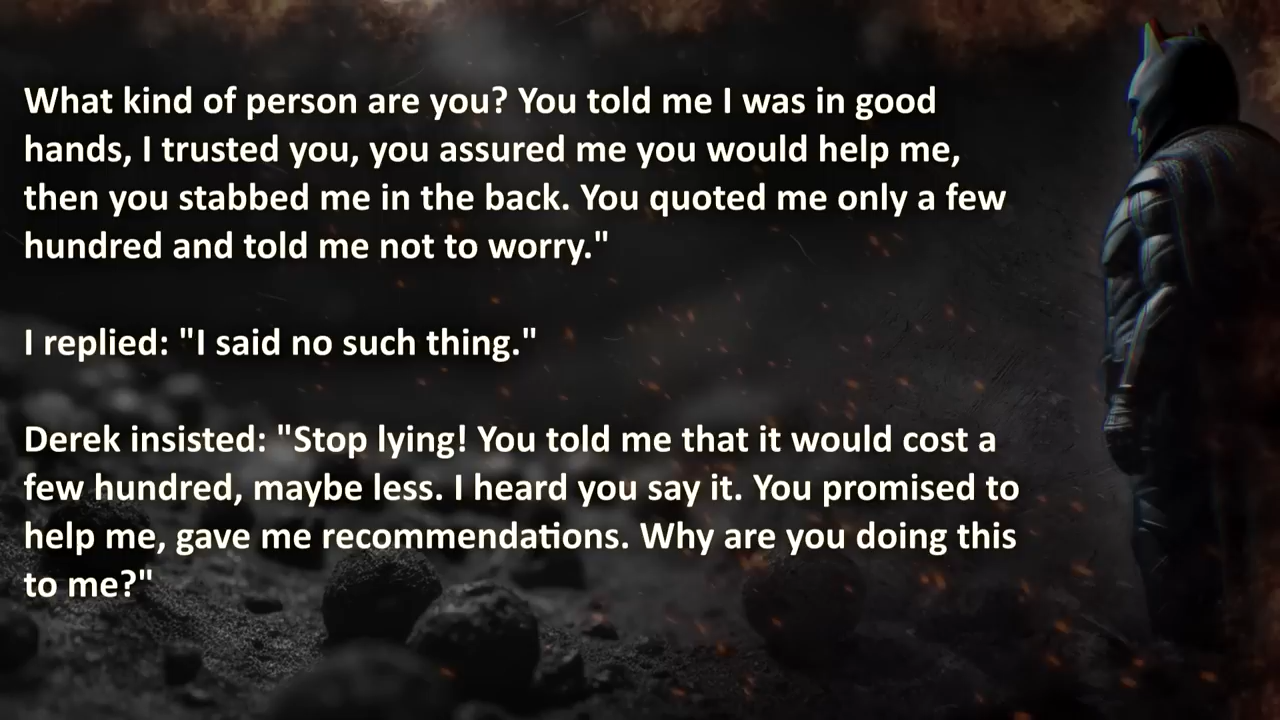 What kind of person are you? You told me I was in good
hands, I trusted you, you assured me you would help me,
then you stabbed me in the back. You quoted me only a few
hundred and told me not to worry."
I replied: "I said no such thing."
Derek insisted: "Stop lying! You told me that it would cost a
few hundred, maybe less. I heard you say it. You promised to
help me, gave me recommendations. Why are you doing this
to me?"